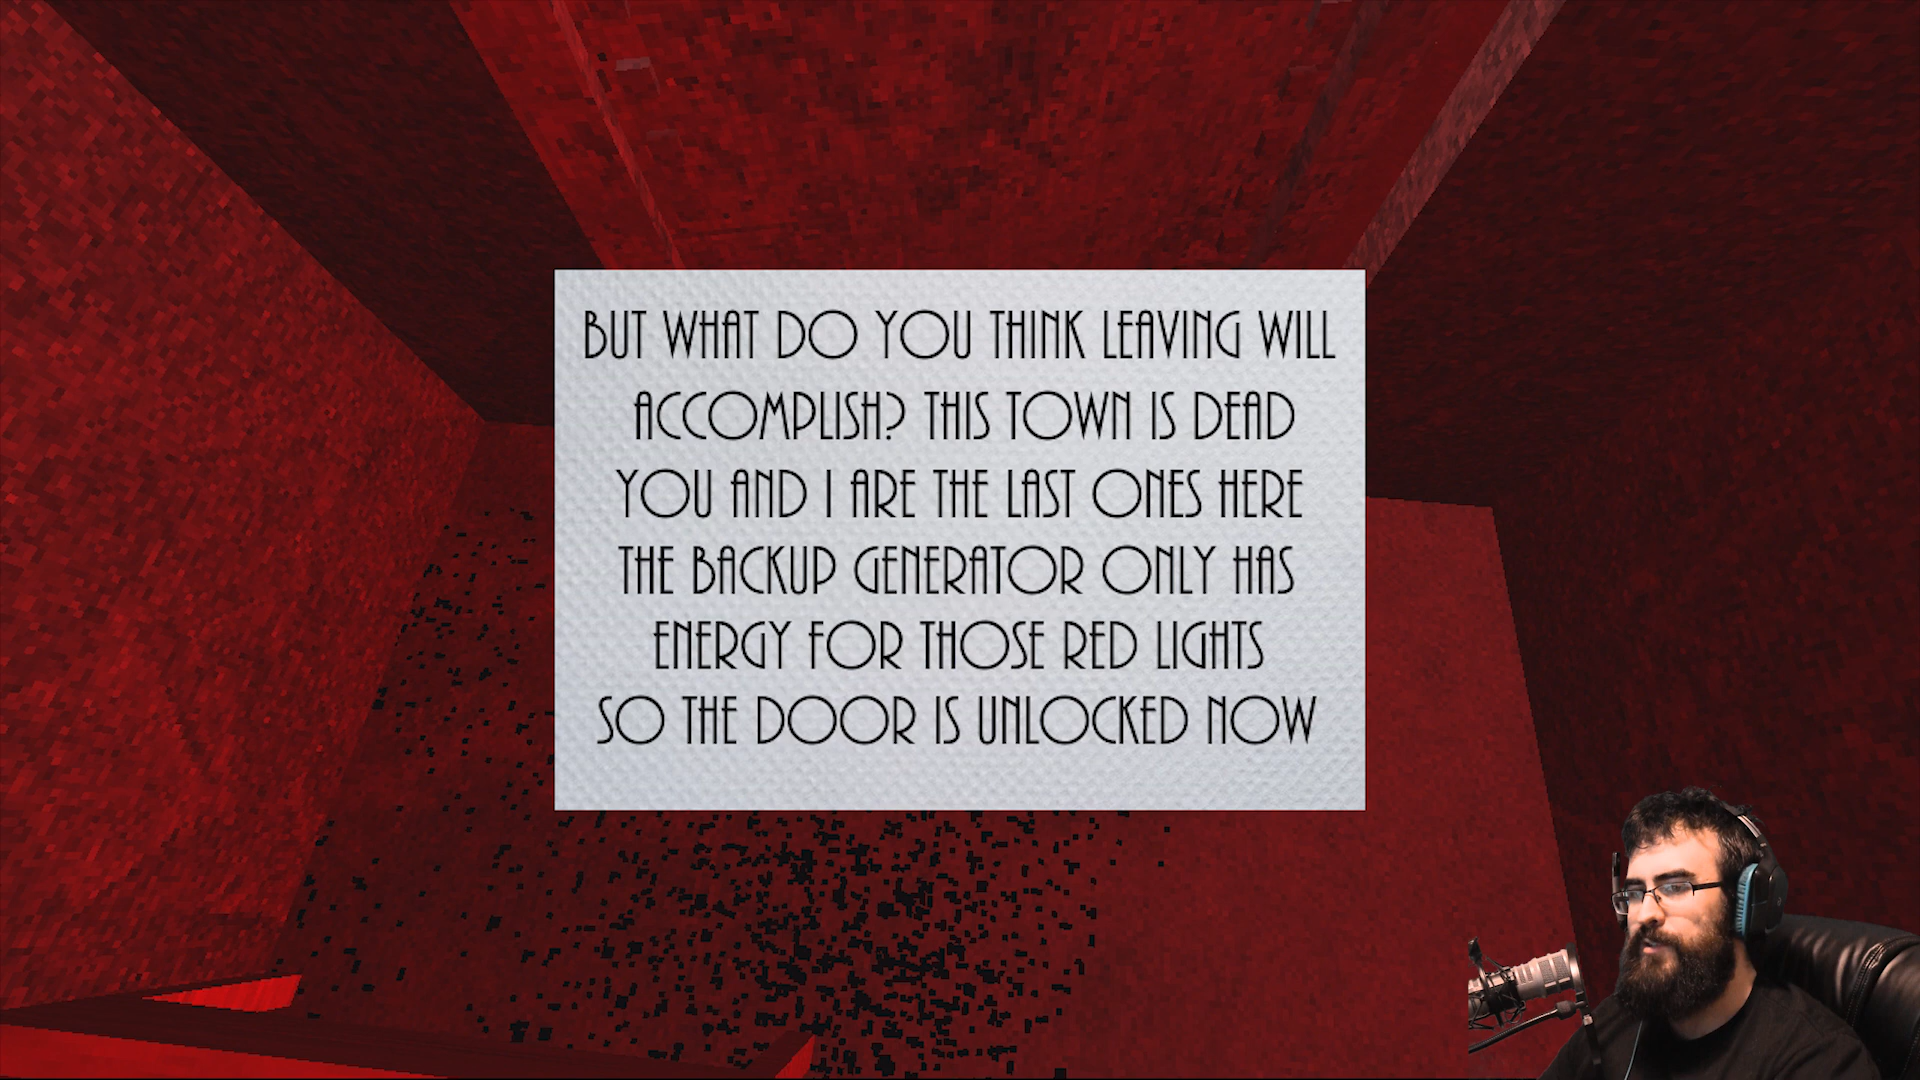 BUT WHAT DO YOU THINK LEAVING WILL
ACCOMPLISH? THIS TOWN IS DEAD
YOU AND I ARE THE LAST ONES HERE
THE BACKUP GENERATOR ONLY HAS
ENERGY FOR THOSE RED LIGHTS
SO THE DOOR IS UNLOCKED NOW